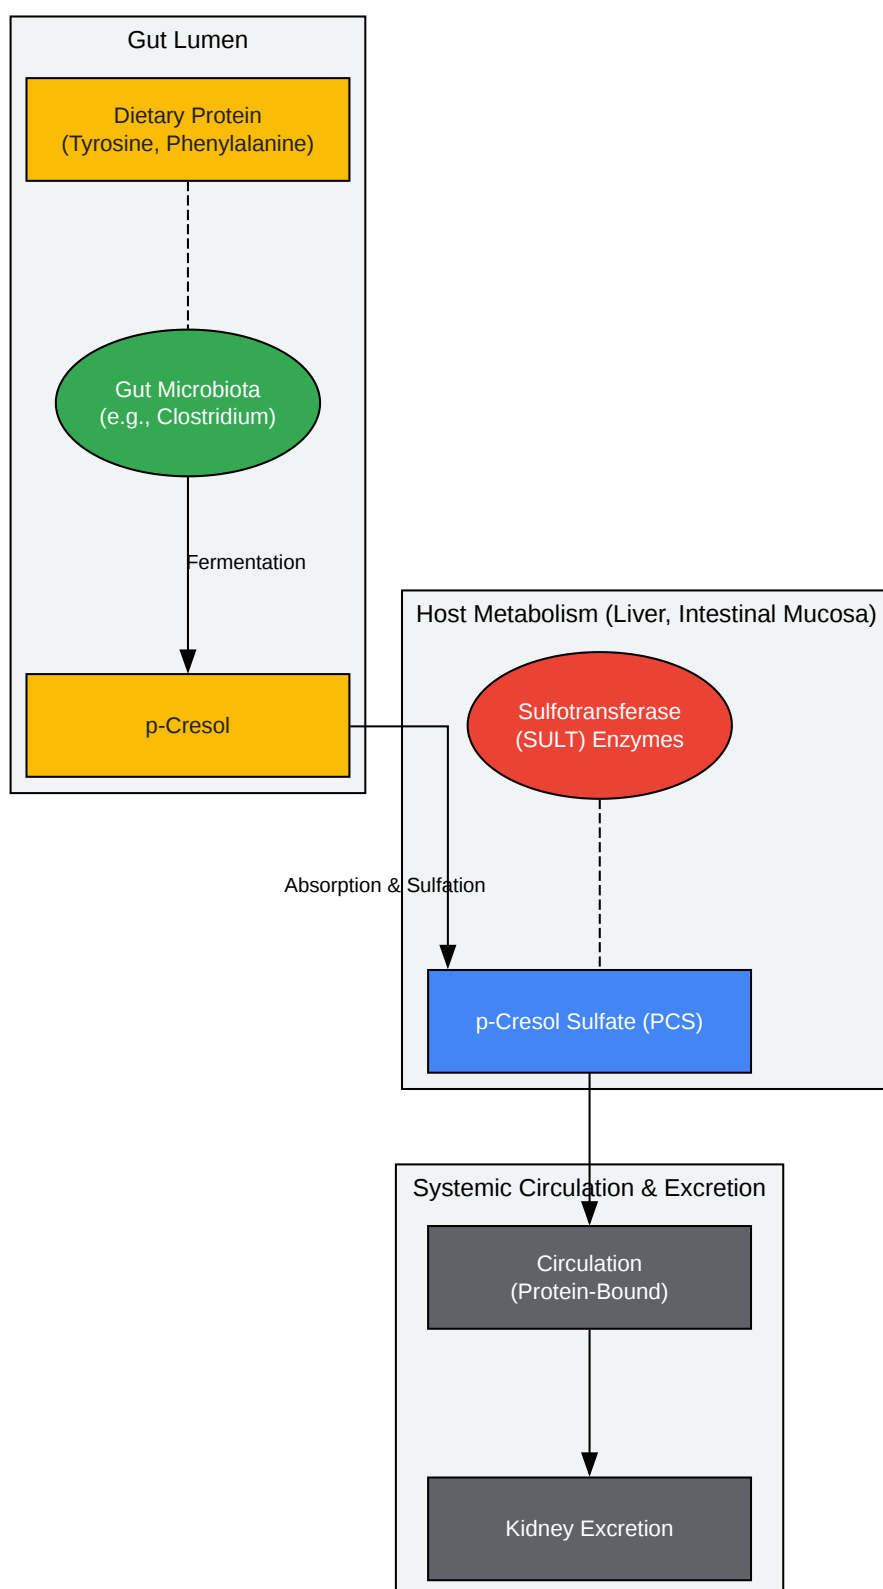 Gut Lumen
Dietary Protein
(Tyrosine, Phenylalanine)
Gut Microbiota
(e.g., Clostridium)
Fermentation
p-Cresol
Host Metabolism (Liver, Intestinal Mucosa)
Sulfotransferase
(SULT) Enzymes
Absorption & Sulfation
p-Cresol Sulfate (PCS)
Systemic Circulation & Excretion
Circulation
(Protein-Bound)
Kidney Excretion